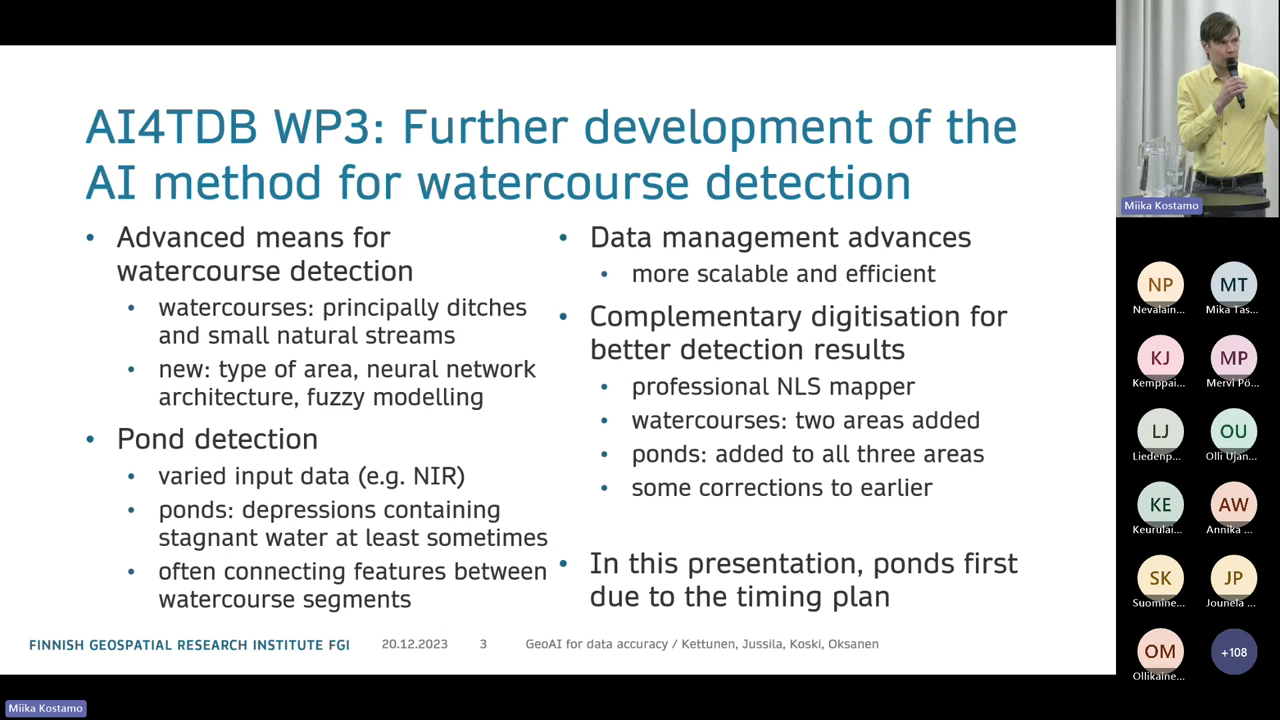 AI4TDB WP3: Further development of the
AI method for watercourse detection
• Advanced means for
watercourse detection
• watercourses: principally ditches
and small natural streams
• new: type of area, neural network
architecture, fuzzy modelling
• Pond detection
• varied input data (e.g. NIR)
• ponds: depressions containing
stagnant water at least sometimes
• often connecting features between
watercourse segments
• Data management advances
• more scalable and efficient
• Complementary digitisation for
better detection results
• professional NLS mapper
• watercourses: two areas added
• ponds: added to all three areas
• some corrections to earlier
• In this presentation, ponds first
due to the timing plan
FINNISH GEOSPATIAL RESEARCH INSTITUTE FGI 20.12.2023 3 GeoAI for data accuracy / Kettunen, Jussila, Koski, Oksanen
Miika Kostamo
NP MT
Nevalain... Mika Tas...
KJ MP
Kemppai... Mervi Pö...
LJ OU
Liedenp... Olli Ujan...
KE AW
Keurulai... Annika ...
SK JP
Suomine... Jounela ...
OM +108
Ollikaine...
Miika Kostamo